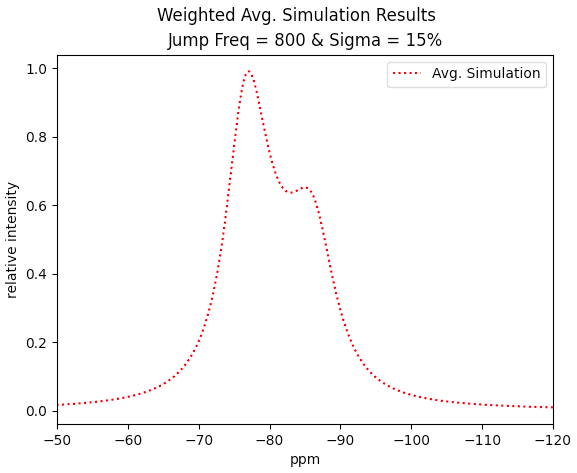 Weighted Avg. Simulation Results
Jump Freq = 800 & Sigma = 15%
Avg. Simulation
relative intensity
1.0
0.8
0.6
0.4
0.2
0.0
−50
−60
−70
−80
−90
−100
−110
−120
ppm